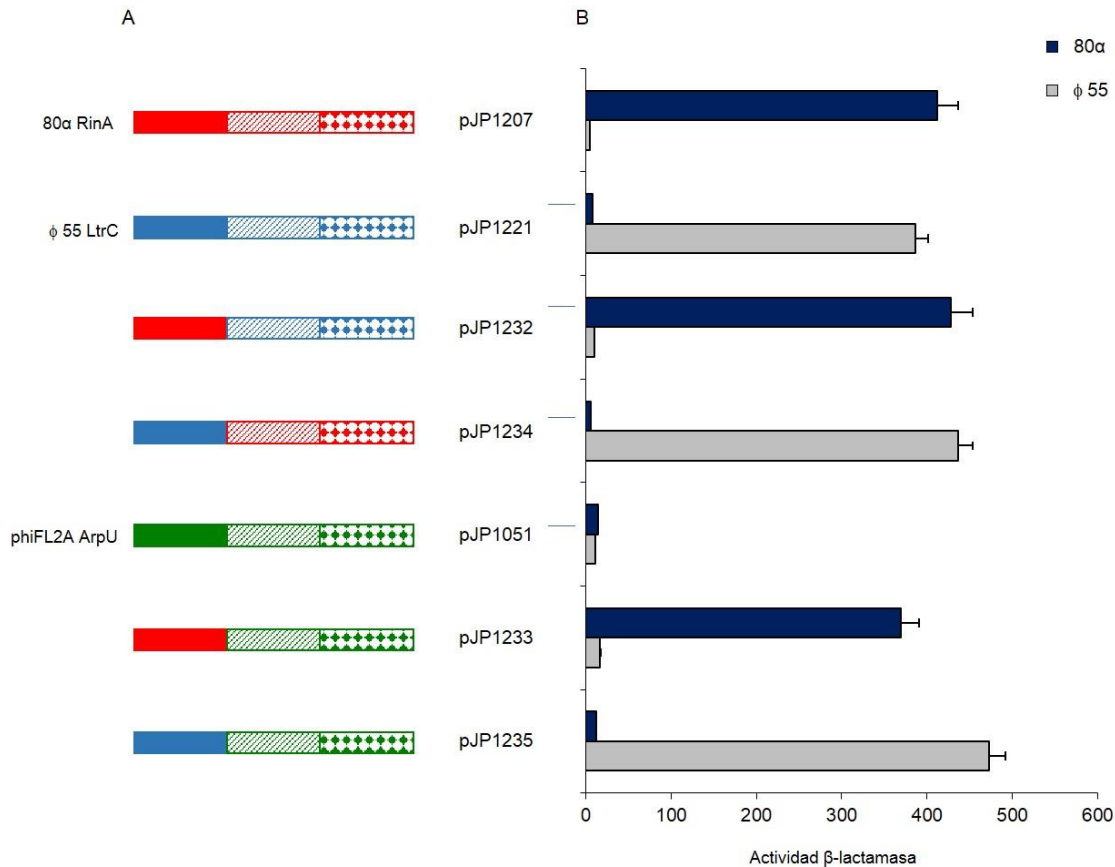 A
B
80α
ϕ 55
80α RinA
pJP1207
ϕ 55 LtrC
pJP1221
pJP1232
pJP1234
phiFL2A ArpU
pJP1051
pJP1233
pJP1235
0 100 200 300 400 500 600
Actividad β-lactamasa